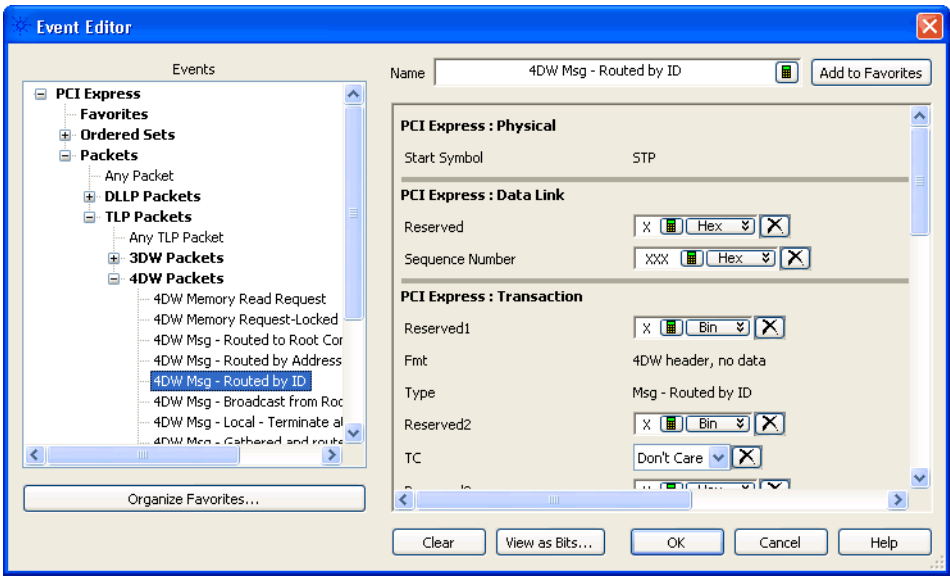 Event Editor
Events
PCI Express
Favorites
Ordered Sets
Packets
Any Packet
DLLP Packets
TLP Packets
Any TLP Packet
3DW Packets
4DW Packets
4DW Memory Read Request
4DW Memory Request-Locked
4DW Msg - Routed to Root Cor
4DW Msg - Routed by Address
4DW Msg - Routed by ID
4DW Msg - Broadcast from Roo
4DW Msg - Local - Terminate a
4DW Msg - Gathered and route
Organize Favorites...
Name 4DW Msg - Routed by ID Add to Favorites
PCI Express : Physical
Start Symbol STP
PCI Express : Data Link
Reserved X Hex
Sequence Number XXX Hex
PCI Express : Transaction
Reserved1 X Bin
Fmt 4DW header, no data
Type Msg - Routed by ID
Reserved2 X Bin
TC Don't Care
Clear View as Bits... OK Cancel Help